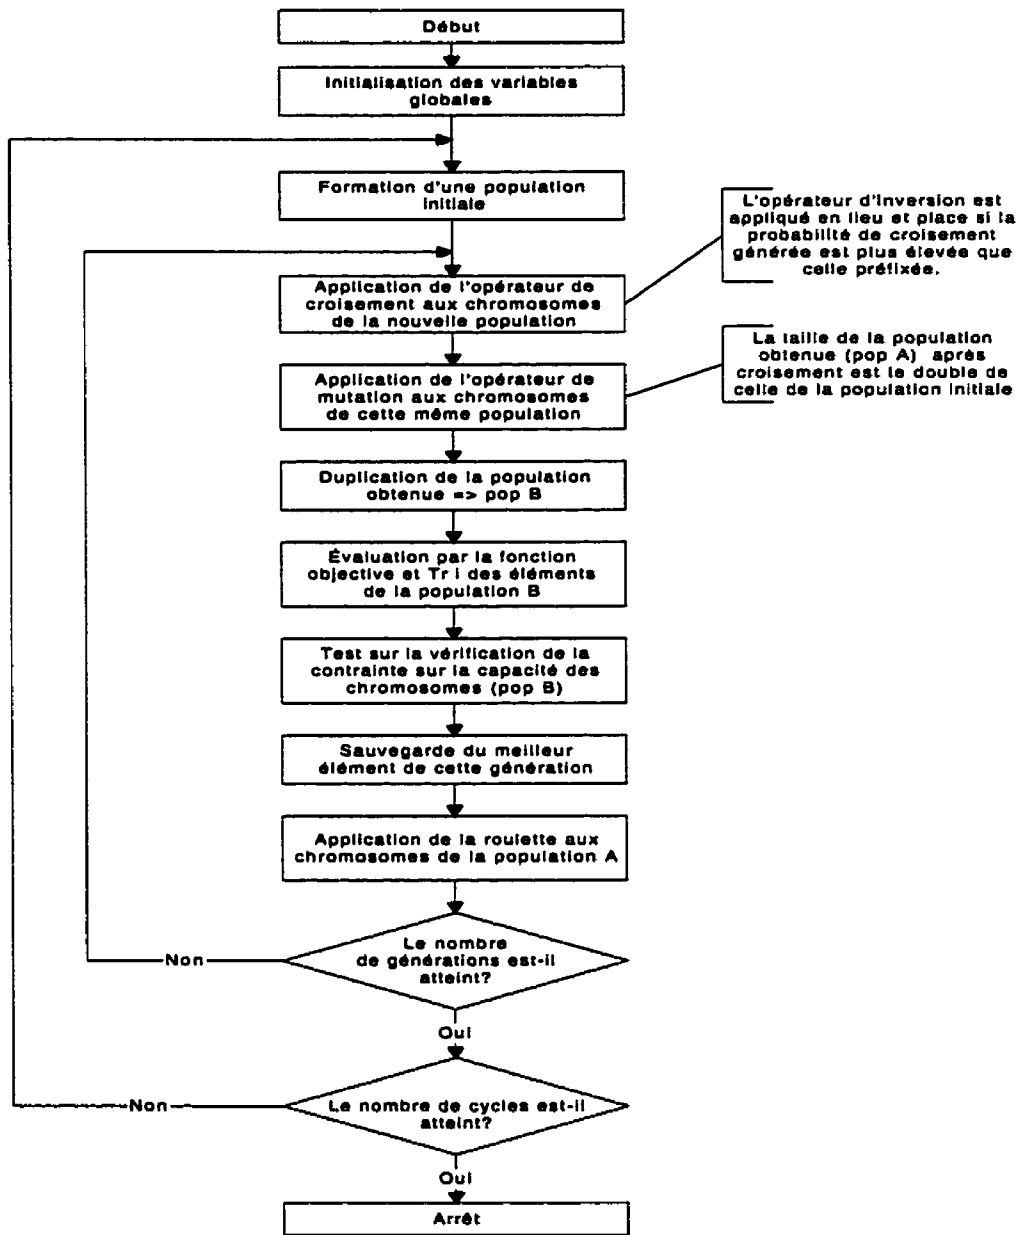 Début
Initialisation des variables
globales
Formation d'une population
initiale
L'opérateur d'inversion est
appliqué en lieu et place si la
probabilité de croisement
générée est plus élevée que
celle préfixée.
Application de l'opérateur de
croisement aux chromosomes
de la nouvelle population
La taille de la population
obtenue (pop A) après
croisement est le double de
celle de la population initiale
Application de l'opérateur de
mutation aux chromosomes
de cette même population
Duplication de la population
obtenue => pop B
Évaluation par la fonction
objective et Tri des éléments
de la population B
Test sur la vérification de la
contrainte sur la capacité des
chromosomes (pop B)
Sauvegarde du meilleur
élément de cette génération
Application de la roulette aux
chromosomes de la population A
Le nombre
de générations est-il
atteint?
Non
Oui
Le nombre de cycles est-il
atteint?
Non
Oui
Arrêt